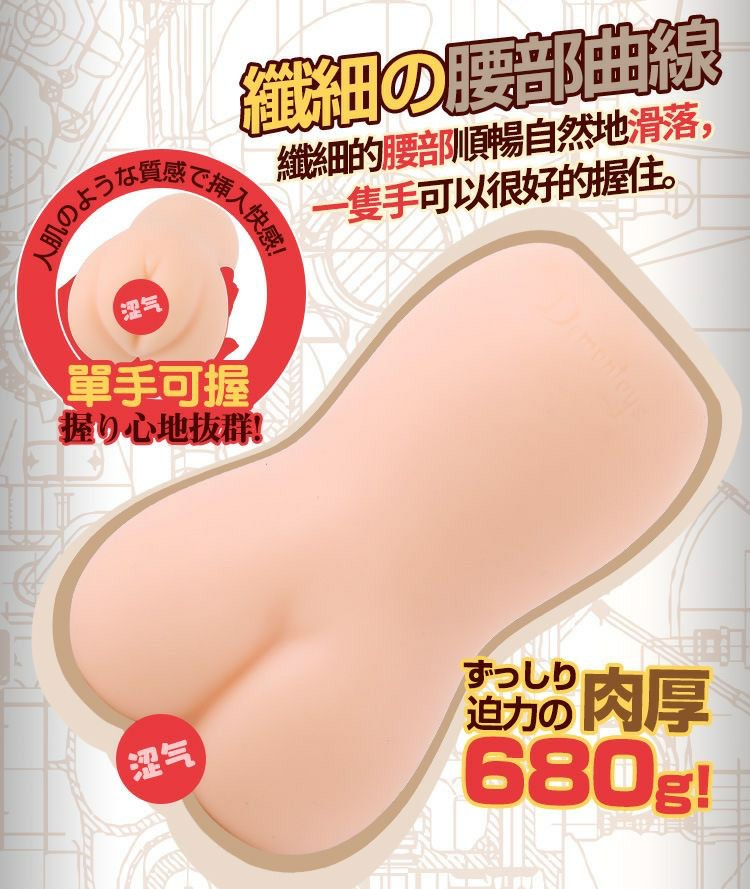 纖細の腰部曲線
纖細的腰部順暢自然地滑落，
一隻手可以很好的握住。
人肌のような質感で挿入快感!
涩气
單手可握
握り心地抜群!
涩气
ずっしり
迫力の肉厚
680g!